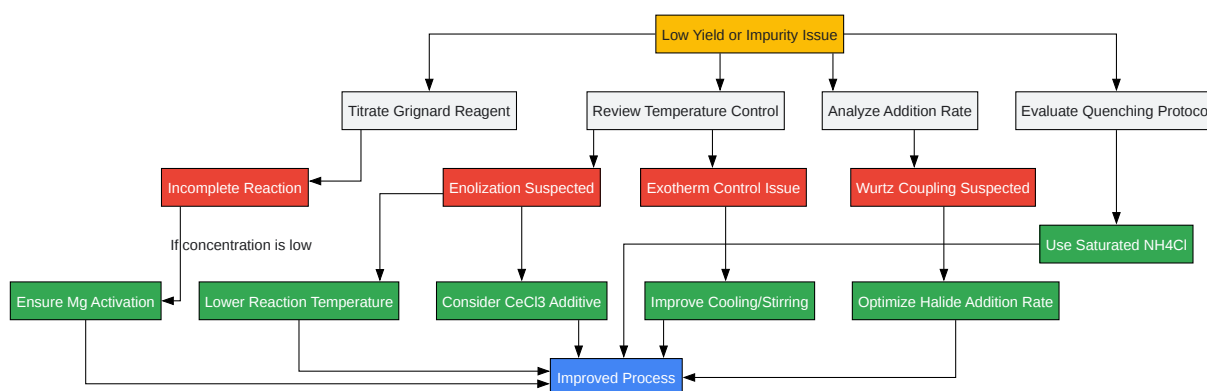 Low Yield or Impurity Issue
Titrate Grignard Reagent
Review Temperature Control
Analyze Addition Rate
Evaluate Quenching Protocol
Incomplete Reaction
Enolization Suspected
Exotherm Control Issue
Wurtz Coupling Suspected
If concentration is low
Use Saturated NH4Cl
Ensure Mg Activation
Lower Reaction Temperature
Consider CeCl3 Additive
Improve Cooling/Stirring
Optimize Halide Addition Rate
Improved Process